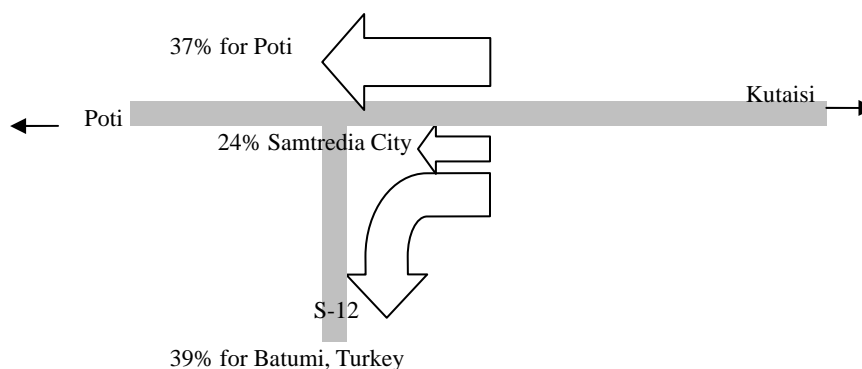 37% for Poti
Kutaisi
Poti
24% Samtredia City
S-12
39% for Batumi, Turkey